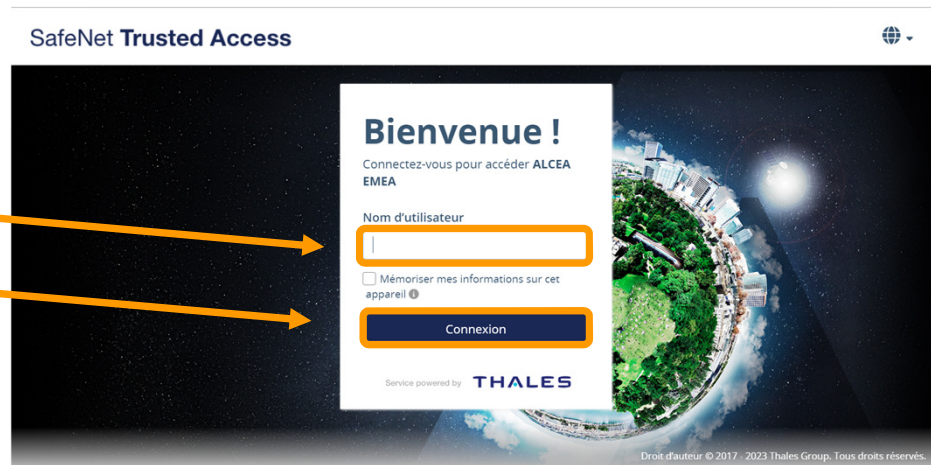 SafeNet Trusted Access
Bienvenue !
Connectez-vous pour accéder ALCEA
EMEA
Nom d'utilisateur
Mémoriser mes informations sur cet
appareil
Connexion
Service powered by THALES
Droit d'auteur © 2017 - 2023 Thales Group. Tous droits réservés.